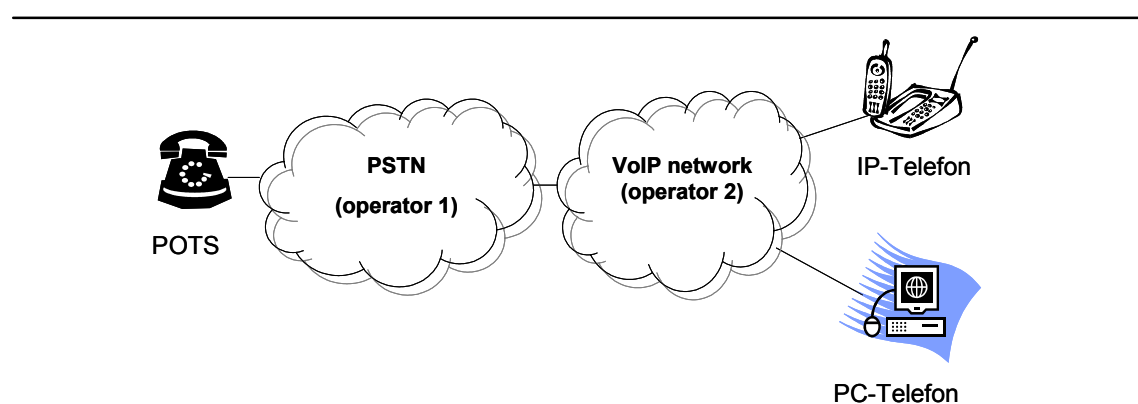 POTS
PSTN
(operator 1)
VoIP network
(operator 2)
IP-Telefon
PC-Telefon